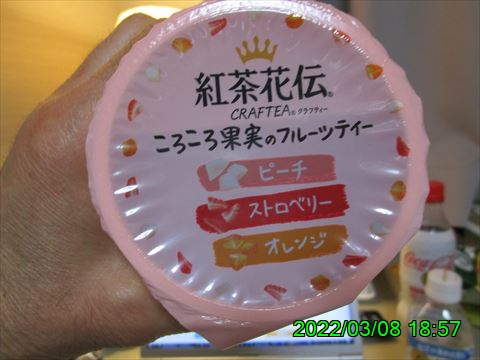 紅茶花伝®
CRAFTEA® クラフティー
ころころ果実のフルーツティー
ピーチ
ストロベリー
オレンジ
Coca-Cola
2022/03/08 18:57